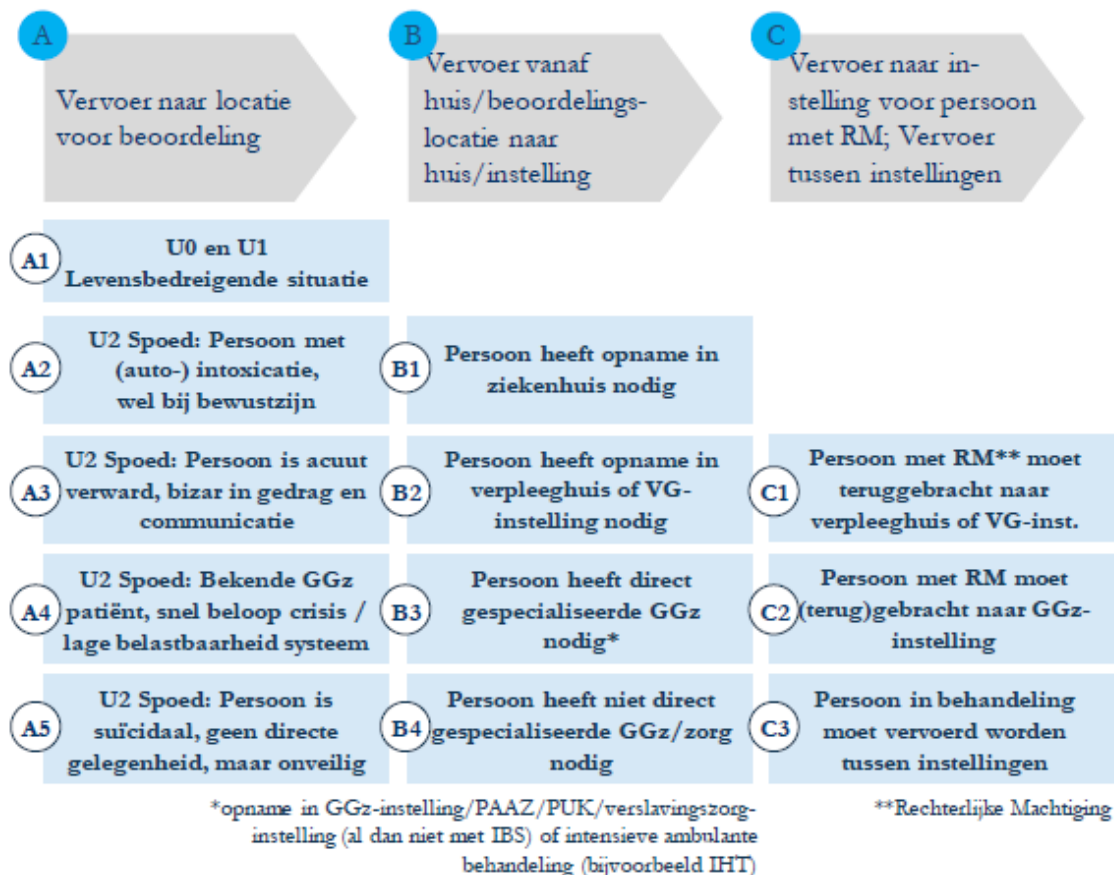 A
Vervoer naar locatie
voor beoordeling
B
Vervoer vanaf
huis/beoordelings-
locatie naar
huis/instelling
C
Vervoer naar in-
stelling voor persoon
met RM; Vervoer
tussen instellingen
A1
U0 en U1
Levensbedreigende situatie
A2
U2 Spoed: Persoon met
(auto-) intoxicatie,
wel bij bewustzijn
B1
Persoon heeft opname in
ziekenhuis nodig
A3
U2 Spoed: Persoon is acuut
verward, bizar in gedrag en
communicatie
B2
Persoon heeft opname in
verpleeghuis of VG-
instelling nodig
C1
Persoon met RM** moet
teruggebracht naar
verpleeghuis of VG-inst.
A4
U2 Spoed: Bekende GGz
patiënt, snel beloop crisis /
lage belastbaarheid systeem
B3
Persoon heeft direct
gespecialiseerde GGz
nodig*
C2
Persoon met RM moet
(terug)gebracht naar GGz-
instelling
A5
U2 Spoed: Persoon is
suïcidaal, geen directe
gelegenheid, maar onveilig
B4
Persoon heeft niet direct
gespecialiseerde GGz/zorg
nodig
C3
Persoon in behandeling
moet vervoerd worden
tussen instellingen
*opname in GGz-instelling/PAAZ/PUK/verslavingszorg-
instelling (al dan niet met IBS) of intensieve ambulante
behandeling (bijvoorbeeld IHT)
**Rechterlijke Machtiging